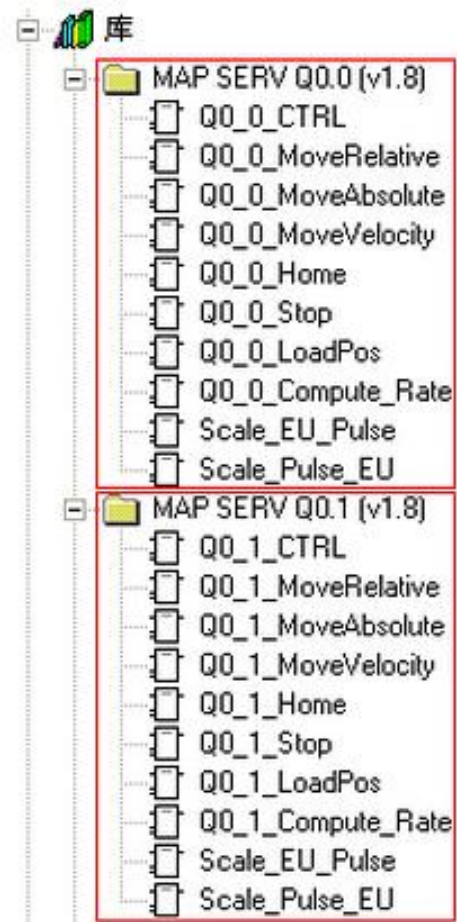 库
MAP SERV Q0.0 (v1.8)
Q0_0_CTRL
Q0_0_MoveRelative
Q0_0_MoveAbsolute
Q0_0_MoveVelocity
Q0_0_Home
Q0_0_Stop
Q0_0_LoadPos
Q0_0_Compute_Rate
Scale_EU_Pulse
Scale_Pulse_EU
MAP SERV Q0.1 (v1.8)
Q0_1_CTRL
Q0_1_MoveRelative
Q0_1_MoveAbsolute
Q0_1_MoveVelocity
Q0_1_Home
Q0_1_Stop
Q0_1_LoadPos
Q0_1_Compute_Rate
Scale_EU_Pulse
Scale_Pulse_EU